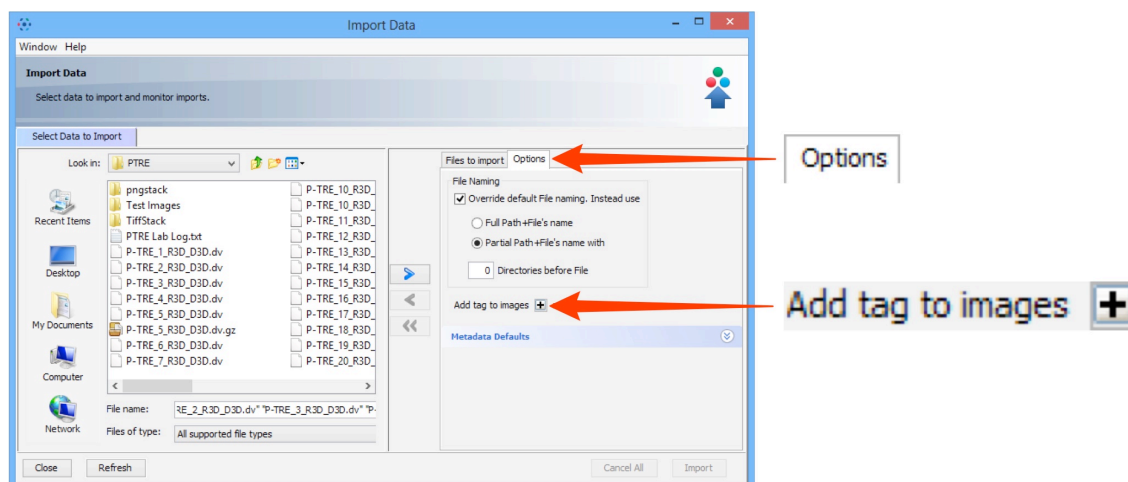 Import Data
Window Help
Import Data
Select data to import and monitor imports.
Select Data to Import
Look in: PTRE
Recent Items
Desktop
My Documents
Computer
Network
pngstack
Test Images
TiffStack
PTRE Lab Log.txt
P-TRE_1_R3D_D3D.dv
P-TRE_2_R3D_D3D.dv
P-TRE_3_R3D_D3D.dv
P-TRE_4_R3D_D3D.dv
P-TRE_5_R3D_D3D.dv
P-TRE_5_R3D_D3D.dv.gz
P-TRE_6_R3D_D3D.dv
P-TRE_7_R3D_D3D.dv
P-TRE_10_R3D_
P-TRE_10_R3D_
P-TRE_11_R3D_
P-TRE_12_R3D_
P-TRE_13_R3D_
P-TRE_14_R3D_
P-TRE_15_R3D_
P-TRE_16_R3D_
P-TRE_17_R3D_
P-TRE_18_R3D_
P-TRE_19_R3D_
P-TRE_20_R3D_
File name: RE_2_R3D_D3D.dv" "P-TRE_3_R3D_D3D.dv" "P-
Files of type: All supported file types
Files to import Options
File Naming
Override default File naming. Instead use
Full Path+File's name
Partial Path+File's name with
0 Directories before File
Add tag to images
Metadata Defaults
Close Refresh Cancel All Import
Options
Add tag to images